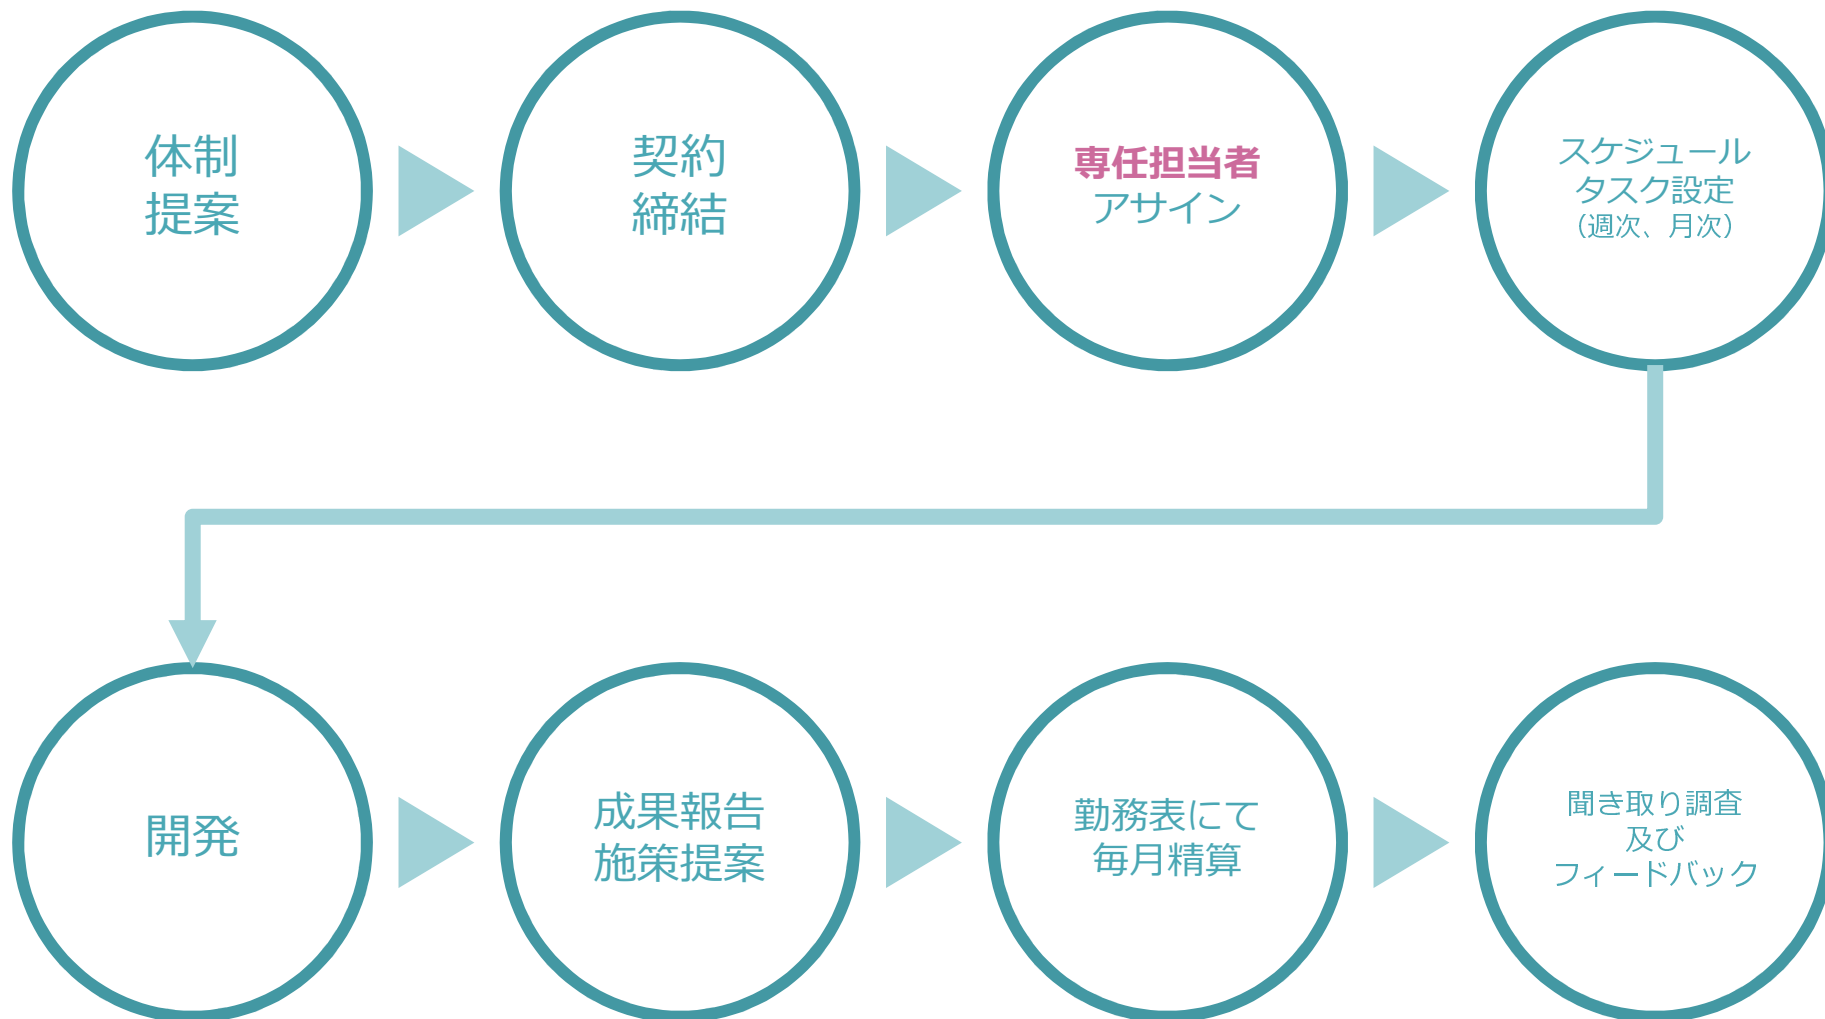 体制
提案
契約
締結
専任担当者
アサイン
スケジュール
タスク設定
（週次、月次）
開発
成果報告
施策提案
勤務表にて
毎月精算
聞き取り調査
及び
フィードバック